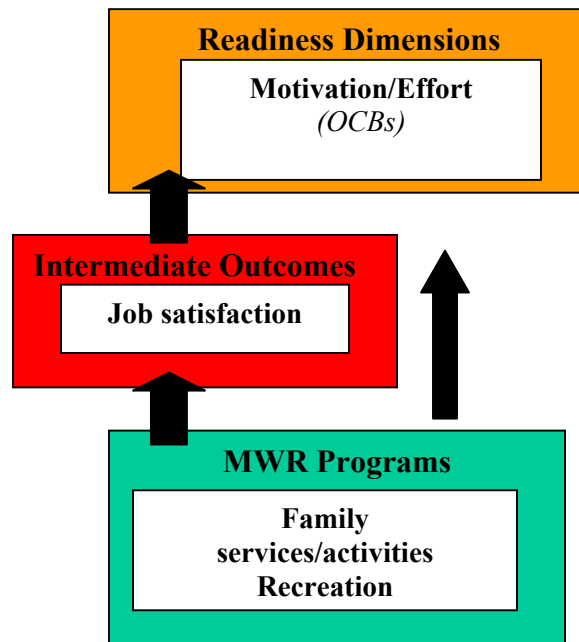 Readiness Dimensions
Motivation/Effort
(OCBs)
Intermediate Outcomes
Job satisfaction
MWR Programs
Family
services/activities
Recreation